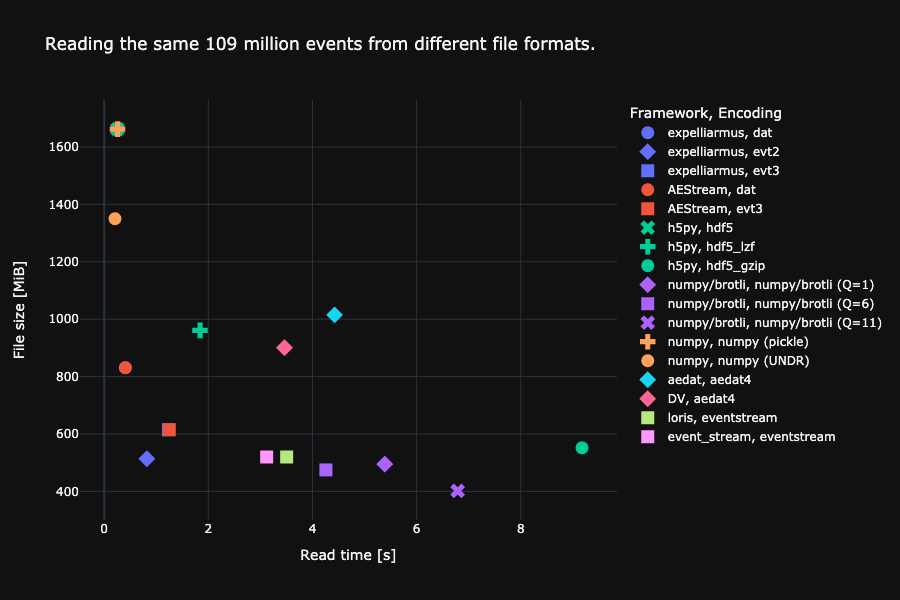 Reading the same 109 million events from different file formats.
1600
1400
1200
1000
800
600
400
File size [MiB]
0 2 4 6 8
Read time [s]
Framework, Encoding
expelliarmus, dat
expelliarmus, evt2
expelliarmus, evt3
AEStream, dat
AEStream, evt3
h5py, hdf5
h5py, hdf5_lzf
h5py, hdf5_gzip
numpy/brotli, numpy/brotli (Q=1)
numpy/brotli, numpy/brotli (Q=6)
numpy/brotli, numpy/brotli (Q=11)
numpy, numpy (pickle)
numpy, numpy (UNDR)
aedat, aedat4
DV, aedat4
loris, eventstream
event_stream, eventstream